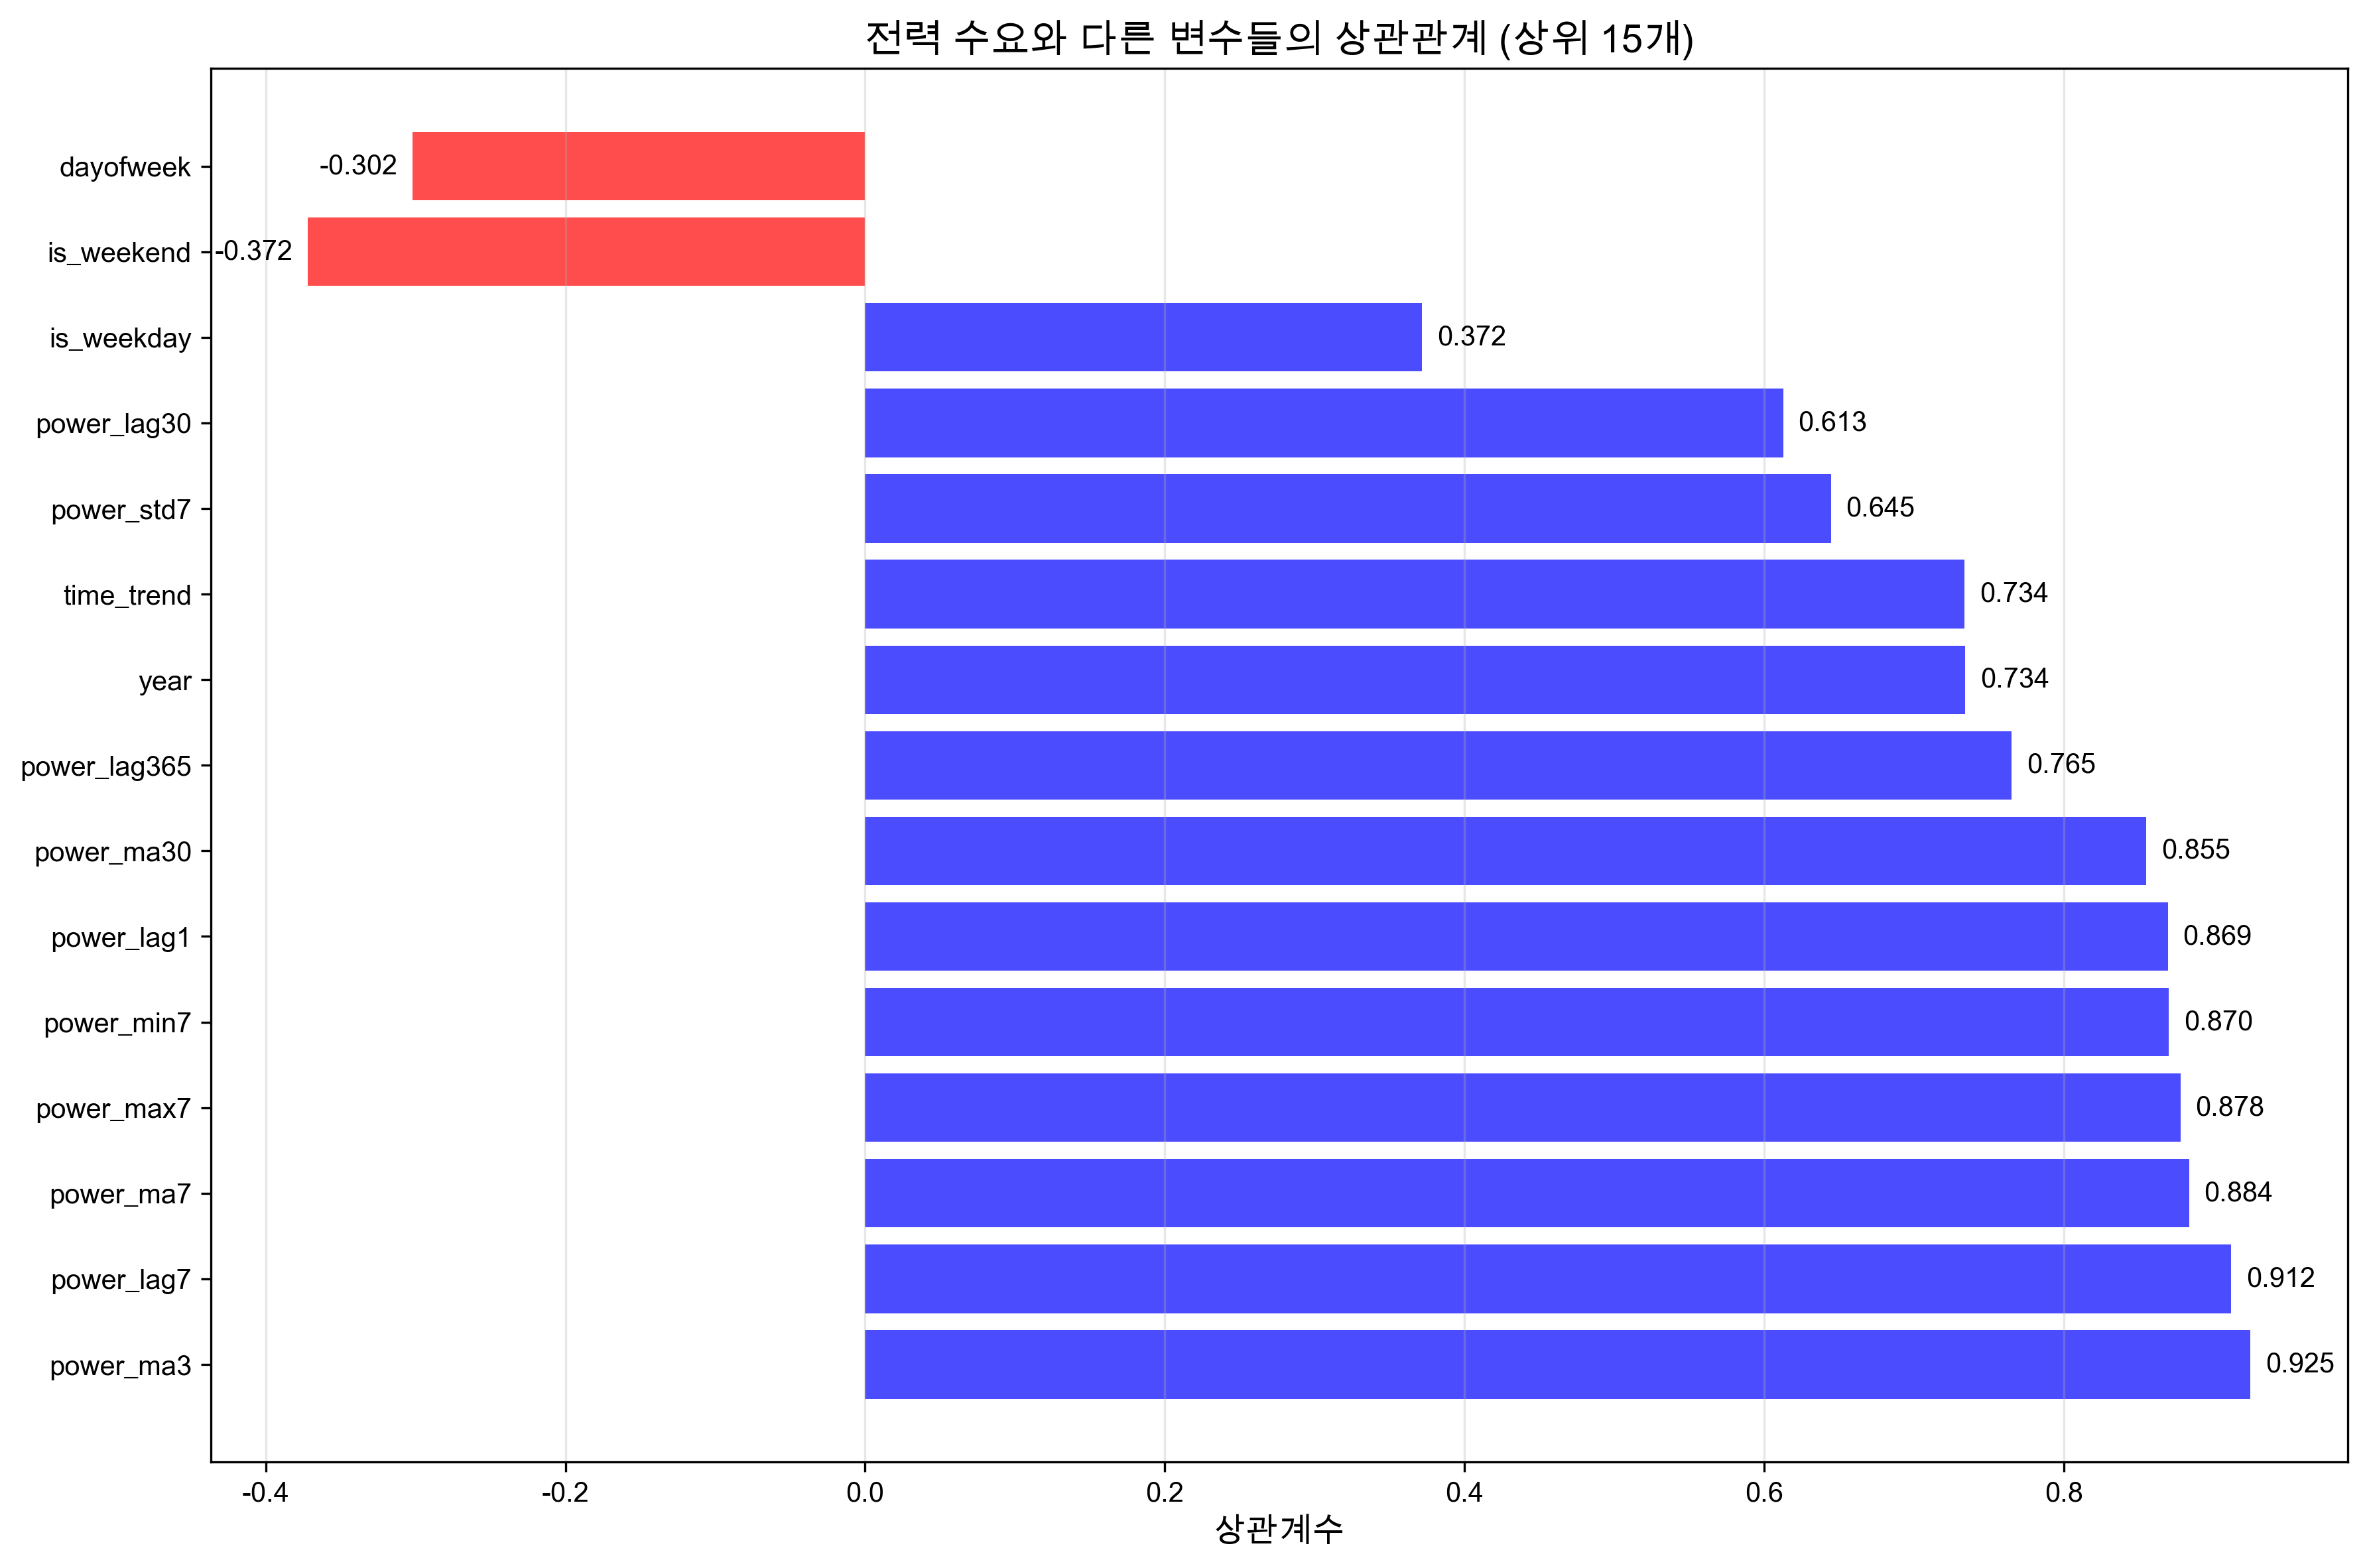 전력 수요와 다른 변수들의 상관관계 (상위 15개)
dayofweek -0.302
is_weekend -0.372
is_weekday 0.372
power_lag30 0.613
power_std7 0.645
time_trend 0.734
year 0.734
power_lag365 0.765
power_ma30 0.855
power_lag1 0.869
power_min7 0.870
power_max7 0.878
power_ma7 0.884
power_lag7 0.912
power_ma3 0.925
-0.4 -0.2 0.0 0.2 0.4 0.6 0.8
상관계수